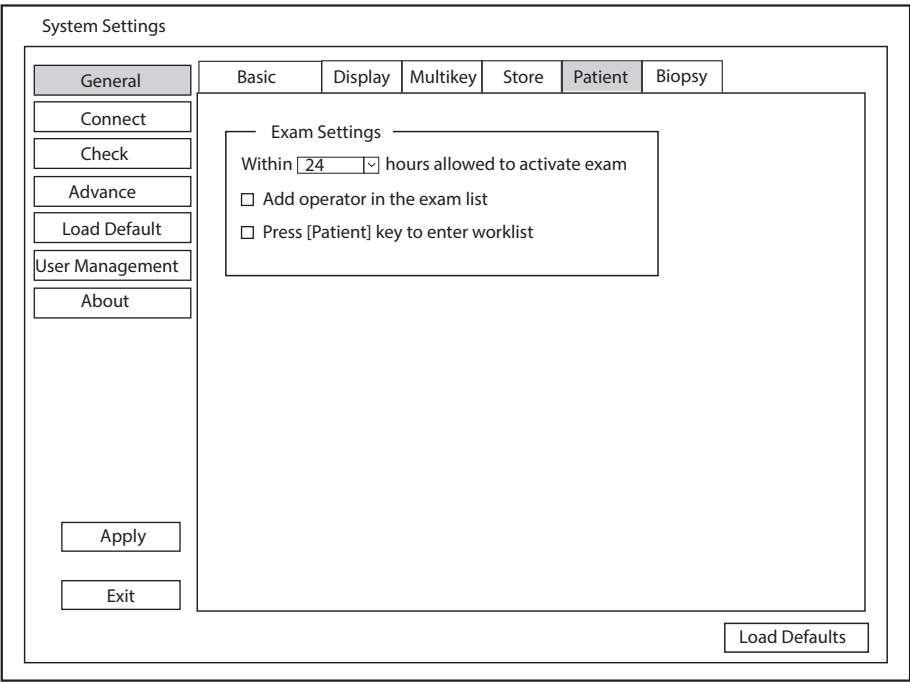 System Settings
General
Connect
Check
Advance
Load Default
User Management
About
Apply
Exit
Basic Display Multikey Store Patient Biopsy
Exam Settings
Within 24 hours allowed to activate exam
Add operator in the exam list
Press [Patient] key to enter worklist
Load Defaults